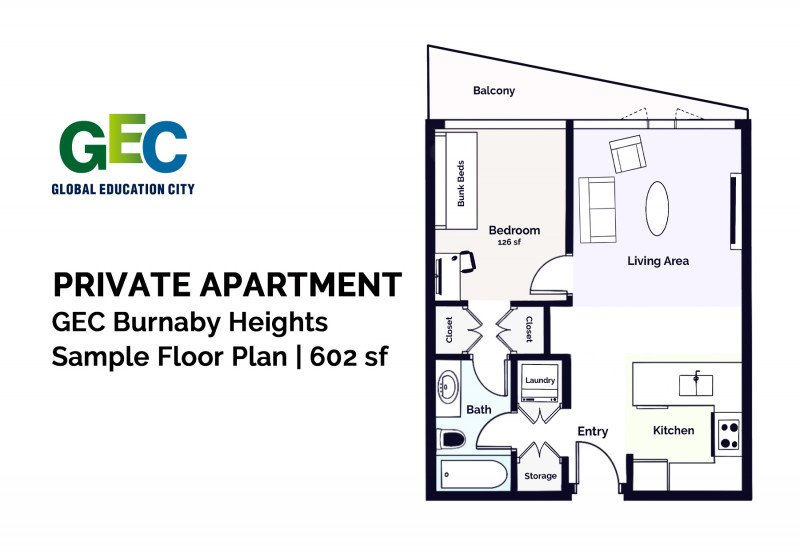 GEC
GLOBAL EDUCATION CITY
PRIVATE APARTMENT
GEC Burnaby Heights
Sample Floor Plan | 602 sf
Balcony
Bunk Beds
Bedroom
126 sf
Living Area
Closet
Closet
Laundry
Bath
Entry
Kitchen
Storage